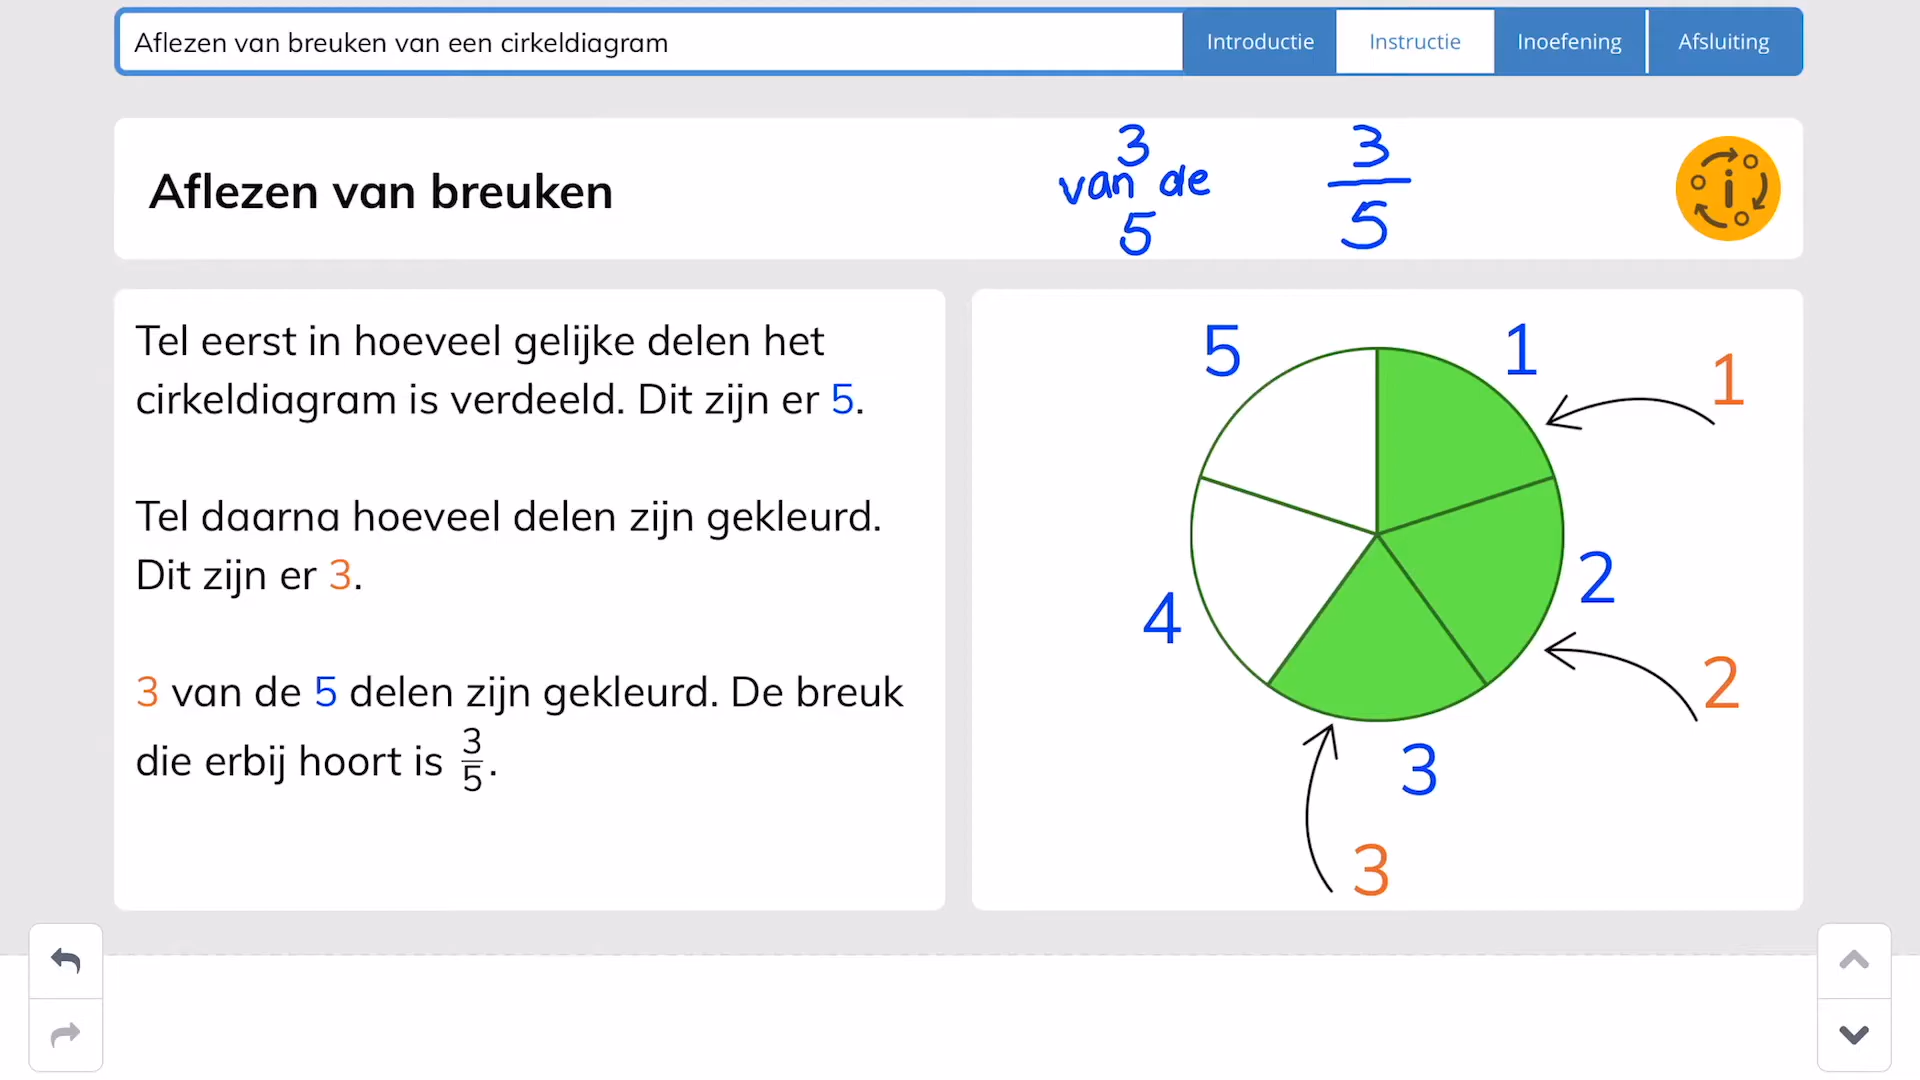 Aflezen van breuken van een cirkeldiagram
Introductie
Instructie
Inoefening
Afsluiting
Aflezen van breuken
3
van de
5
3
5
i
Tel eerst in hoeveel gelijke delen het
cirkeldiagram is verdeeld. Dit zijn er 5.
Tel daarna hoeveel delen zijn gekleurd.
Dit zijn er 3.
3 van de 5 delen zijn gekleurd. De breuk
die erbij hoort is 3/5.
5
1
1
2
4
2
3
3